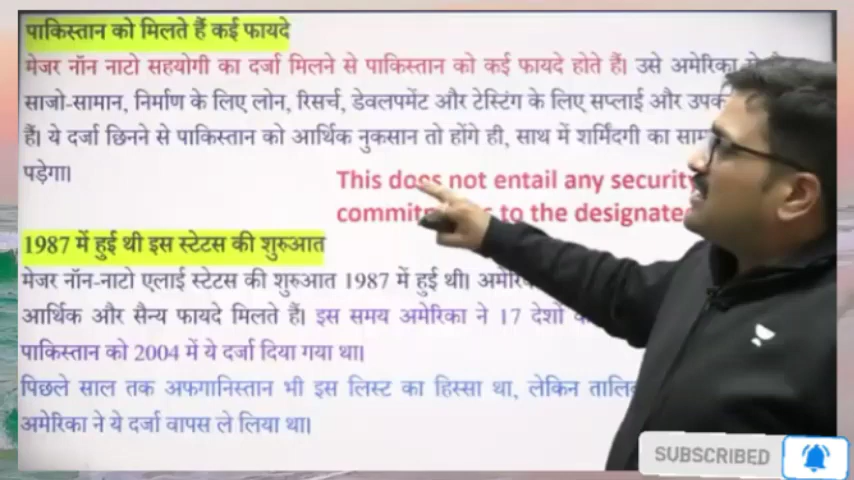 पाकिस्तान को मिलते हैं कई फायदे
मेजर नॉन नाटो सहयोगी का दर्जा मिलने से पाकिस्तान को कई फायदे होते हैं। उसे अमेरिका
साजो-सामान, निर्माण के लिए लोन, रिसर्च, डेवलपमेंट और टेस्टिंग के लिए सप्लाई और
हैं। ये दर्जा छिनने से पाकिस्तान को आर्थिक नुकसान तो होंगे ही, साथ में शर्मिंदगी का
पड़ेगा।
This does not entail any security
to the
1987 में हुई थी इस स्टेटस की शुरुआत
मेजर नॉन-नाटो एलाई स्टेटस की शुरुआत 1987 में हुई थी।
आर्थिक और सैन्य फायदे मिलते हैं। इस समय अमेरिका ने 17 देशों
पाकिस्तान को 2004 में ये दर्जा दिया गया था।
पिछले साल तक अफगानिस्तान भी इस लिस्ट का हिस्सा था, लेकिन
अमेरिका ने ये दर्जा वापस ले लिया था।
SUBSCRIBED